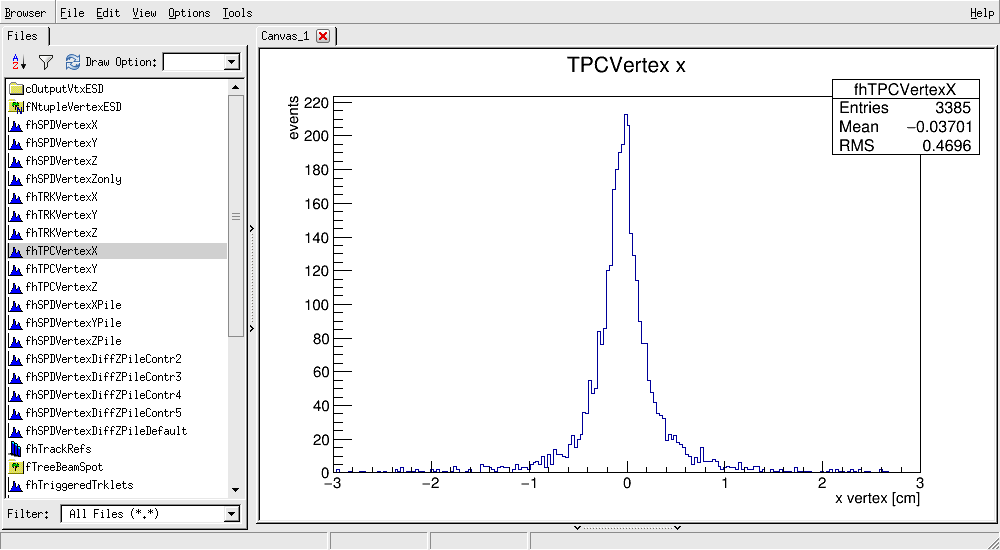 Browser File Edit View Options Tools Help
Files
Draw Option:
cOutputVtxESD
fNtupleVertexESD
fhSPDVertexX
fhSPDVertexY
fhSPDVertexZ
fhSPDVertexZonly
fhTRKVertexX
fhTRKVertexY
fhTRKVertexZ
fhTPCVertexX
fhTPCVertexY
fhTPCVertexZ
fhSPDVertexXPile
fhSPDVertexYPile
fhSPDVertexZPile
fhSPDVertexDiffZPileContr2
fhSPDVertexDiffZPileContr3
fhSPDVertexDiffZPileContr4
fhSPDVertexDiffZPileContr5
fhSPDVertexDiffZPileDefault
fhTrackRefs
fTreeBeamSpot
fhTriggeredTrklets
Filter: All Files (*.*)
Canvas_1
TPCVertex x
fhTPCVertexX
Entries 3385
Mean −0.03701
RMS 0.4696
events
220
200
180
160
140
120
100
80
60
40
20
0
−3 −2 −1 0 1 2 3
x vertex [cm]